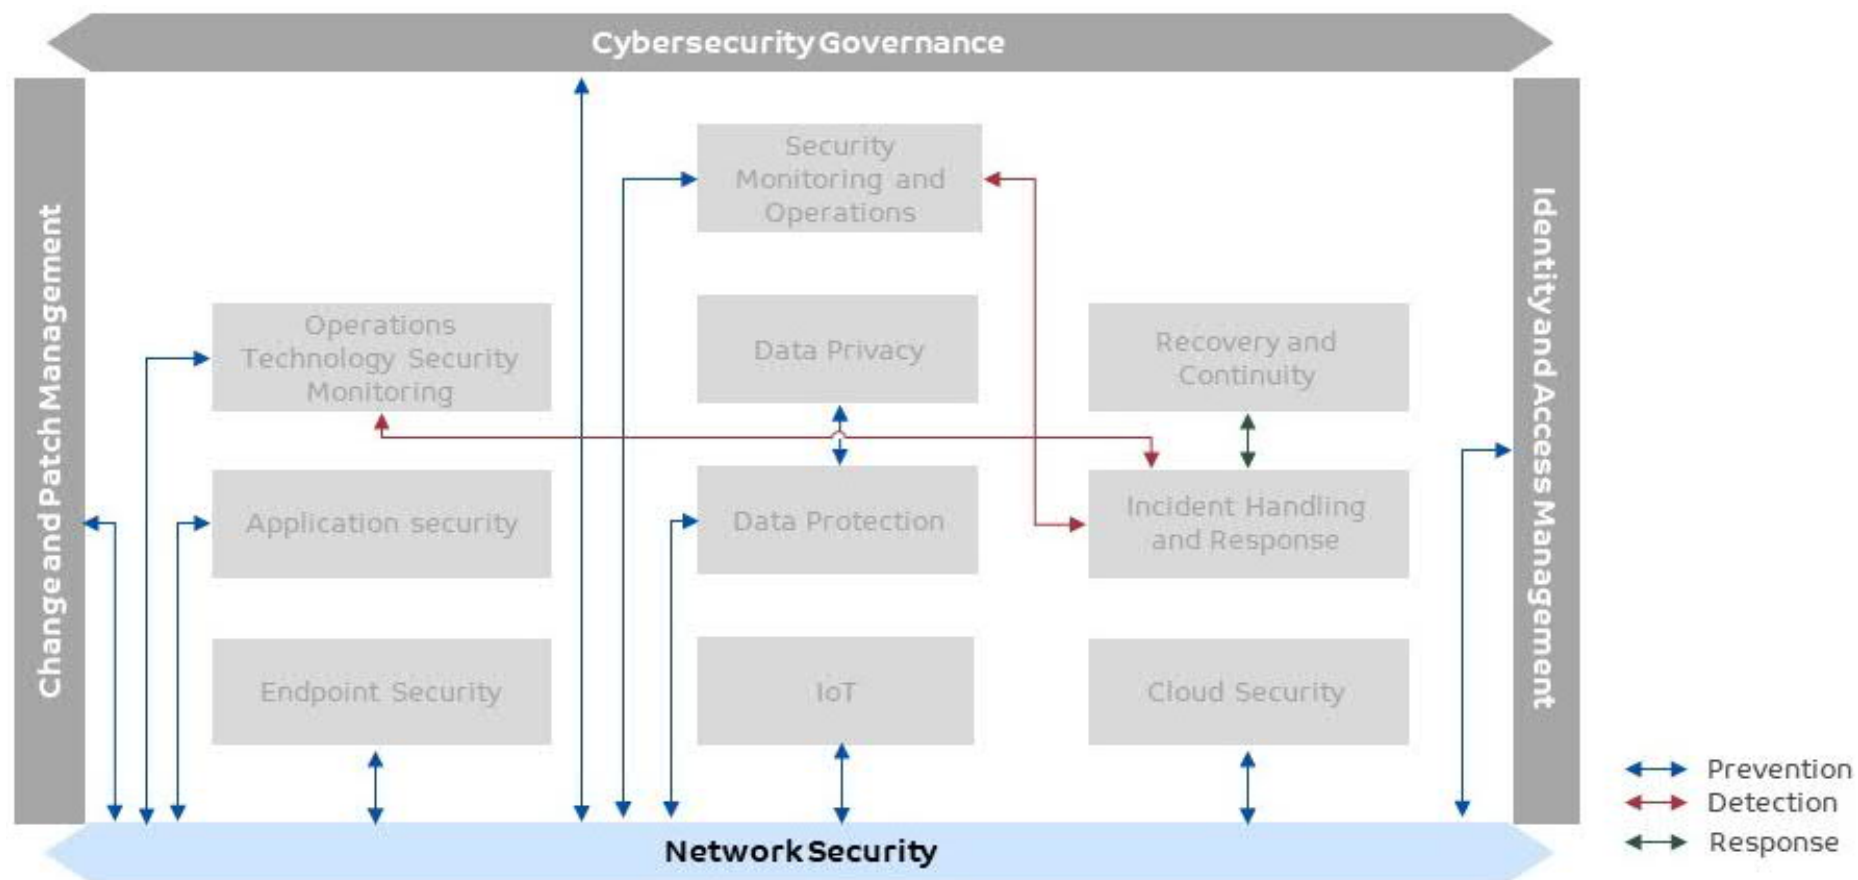 Cybersecurity Governance
Change and Patch Management
Identity and Access Management
Security
Monitoring and
Operations
Operations
Technology Security
Monitoring
Data Privacy
Recovery and
Continuity
Application security
Data Protection
Incident Handling
and Response
Endpoint Security
IoT
Cloud Security
Network Security
Prevention
Detection
Response